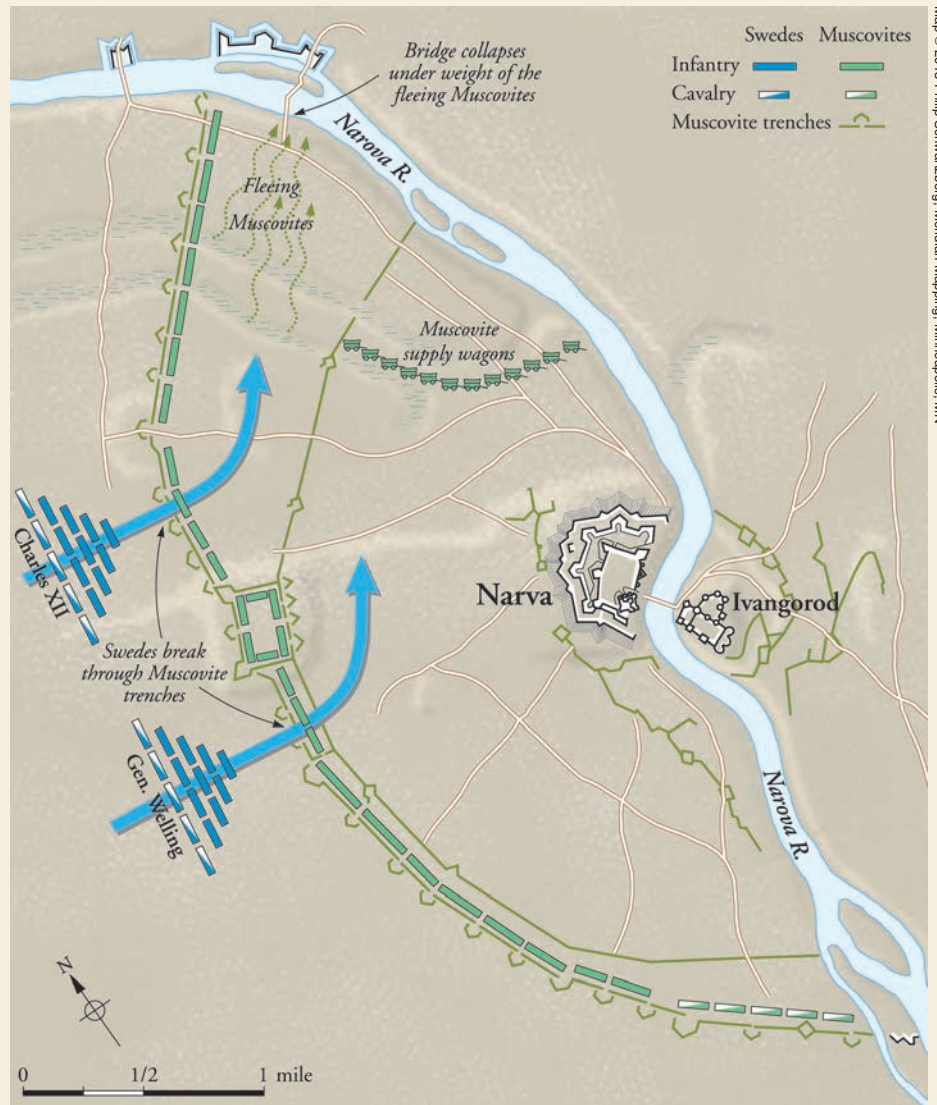 Swedes Muscovites
Infantry
Cavalry
Muscovite trenches
Bridge collapses
under weight of the
fleeing Muscovites
Narova R.
Fleeing
Muscovites
Muscovite
supply wagons
Charles XII
Narva
Ivangorod
Swedes break
through Muscovite
trenches
Gen. Welling
Narova R.
N
0 1/2 1 mile